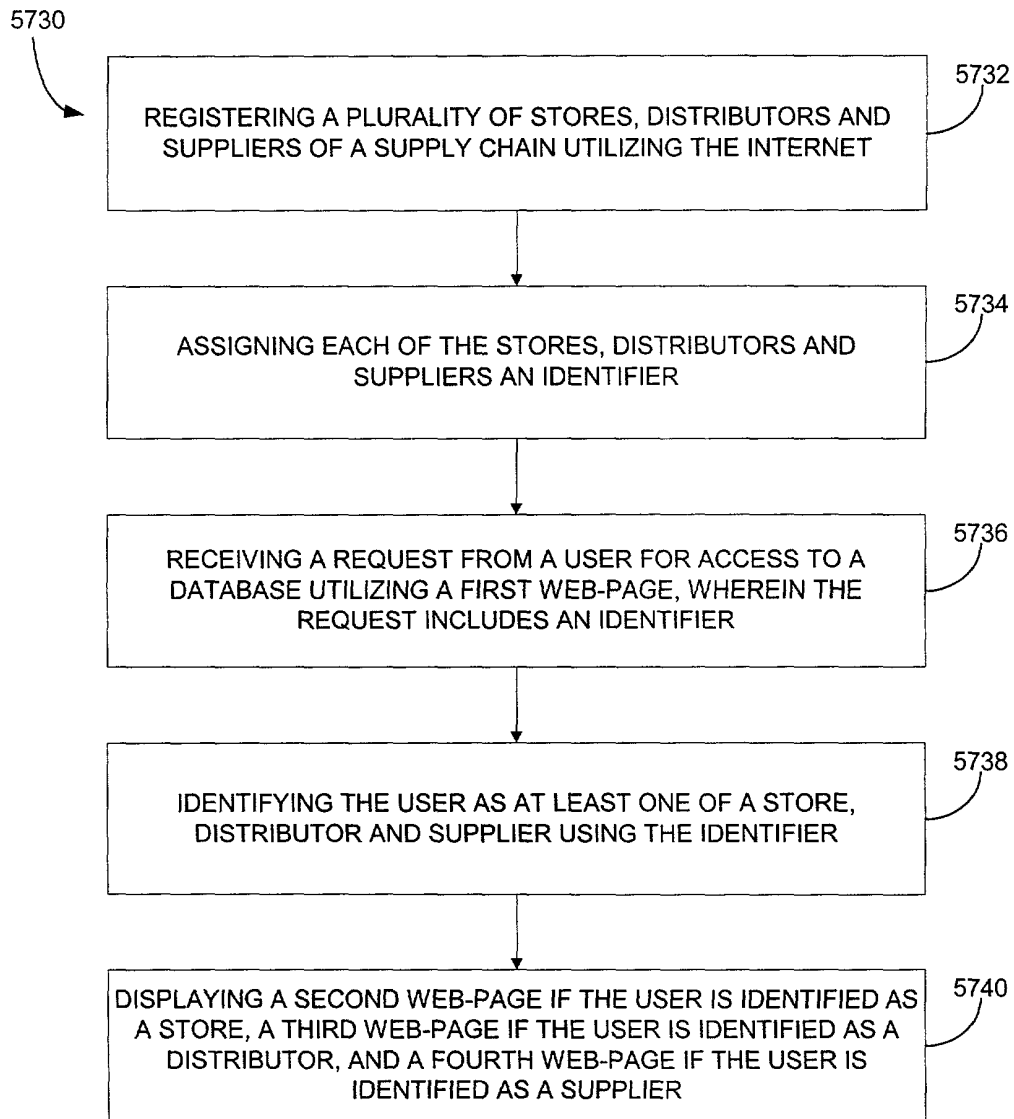 5730
5732
REGISTERING A PLURALITY OF STORES, DISTRIBUTORS AND
SUPPLIERS OF A SUPPLY CHAIN UTILIZING THE INTERNET
5734
ASSIGNING EACH OF THE STORES, DISTRIBUTORS AND
SUPPLIERS AN IDENTIFIER
5736
RECEIVING A REQUEST FROM A USER FOR ACCESS TO A
DATABASE UTILIZING A FIRST WEB-PAGE, WHEREIN THE
REQUEST INCLUDES AN IDENTIFIER
5738
IDENTIFYING THE USER AS AT LEAST ONE OF A STORE,
DISTRIBUTOR AND SUPPLIER USING THE IDENTIFIER
5740
DISPLAYING A SECOND WEB-PAGE IF THE USER IS IDENTIFIED AS
A STORE, A THIRD WEB-PAGE IF THE USER IS IDENTIFIED AS A
DISTRIBUTOR, AND A FOURTH WEB-PAGE IF THE USER IS
IDENTIFIED AS A SUPPLIER